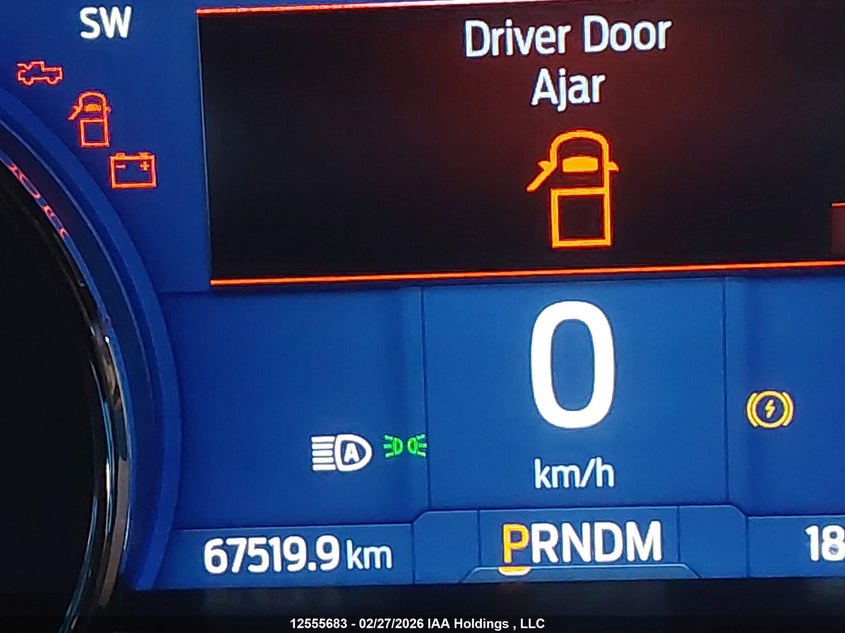 SW
Driver Door
Ajar
0
km/h
A
67519.9 km
PRNDM
18
12555683 - 02/27/2026 IAA Holdings , LLC